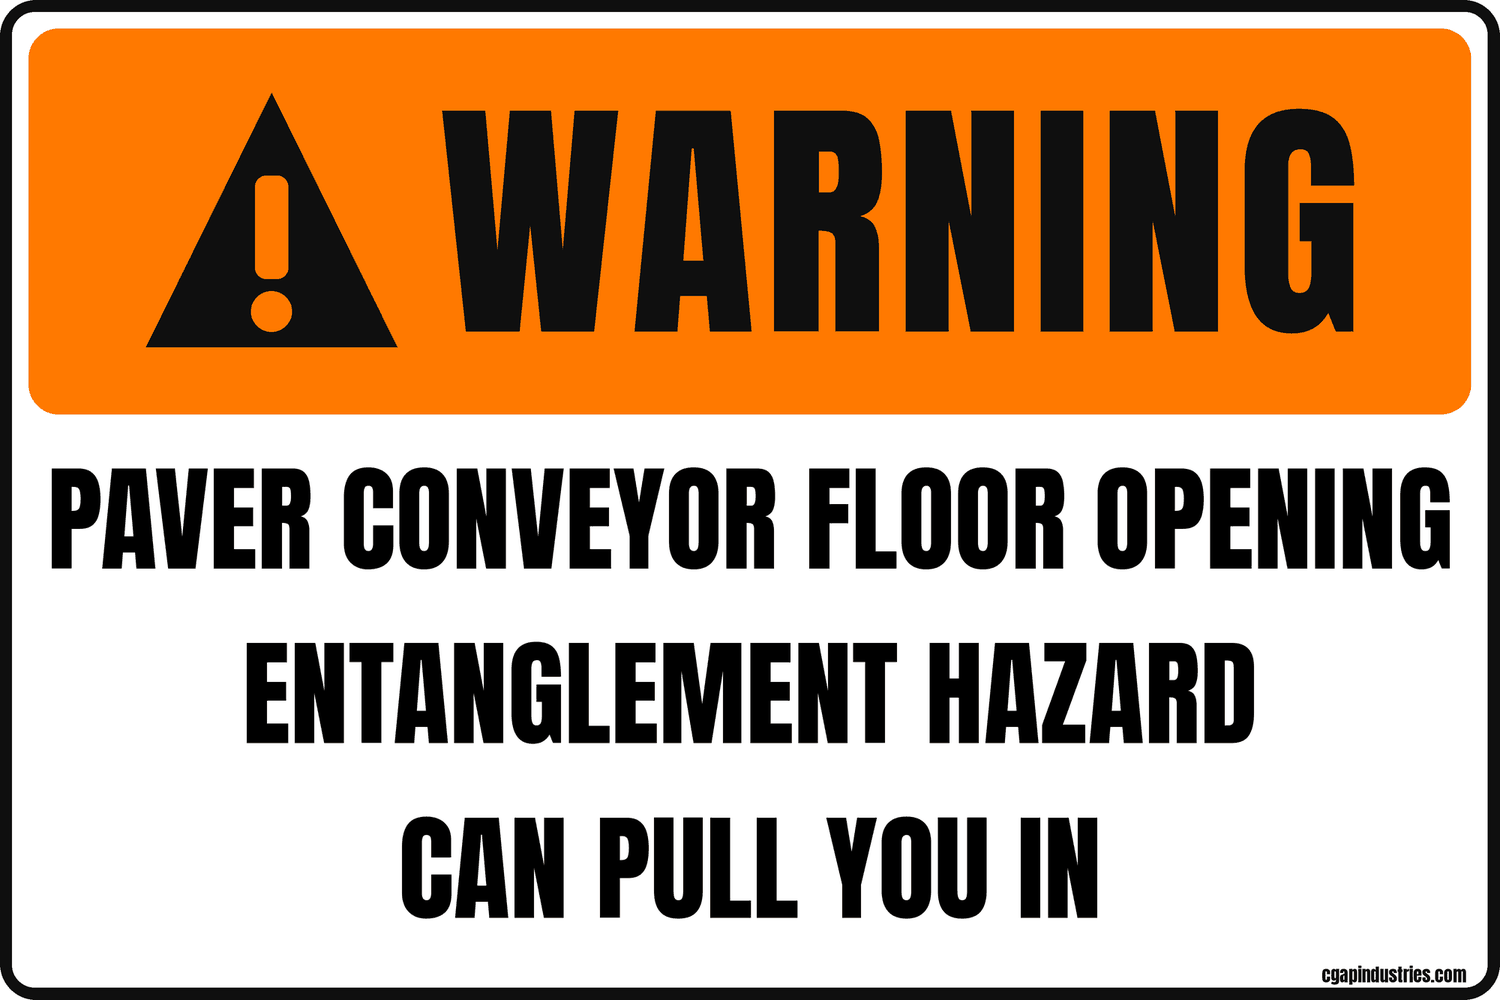 WARNING
PAVER CONVEYOR FLOOR OPENING
ENTANGLEMENT HAZARD
CAN PULL YOU IN
cgapindustries.com